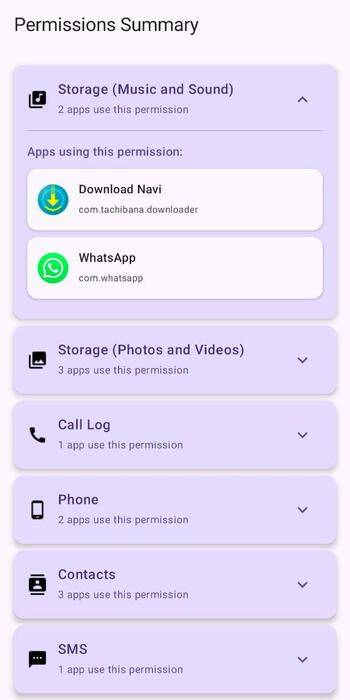 Permissions Summary
Storage (Music and Sound)
2 apps use this permission
Apps using this permission:
Download Navi
com.tachibana.downloader
WhatsApp
com.whatsapp
Storage (Photos and Videos)
3 apps use this permission
Call Log
1 app use this permission
Phone
2 apps use this permission
Contacts
3 apps use this permission
SMS
1 app use this permission